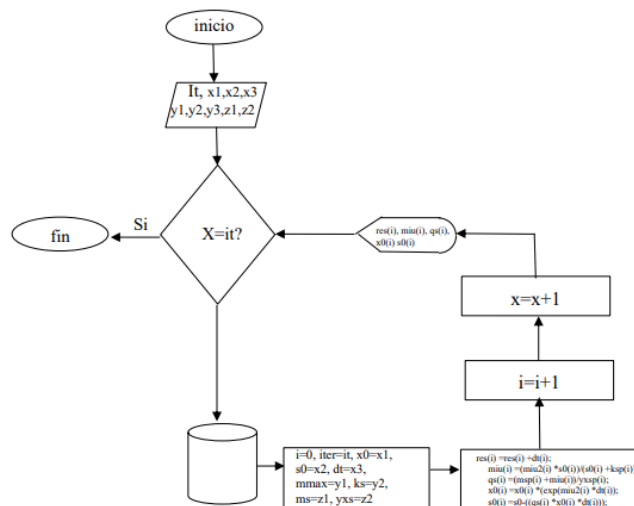 inicio
It, x1,x2,x3
y1,y2,y3,z1,z2
Si
fin
X=it?
res(i), miu(i), qs(i),
x0(i) s0(i)
x=x+1
i=i+1
i=0, iter=it, x0=x1,
s0=x2, dt=x3,
mmax=y1, ks=y2,
ms=z1, yxs=z2
res(i) =res(i) +dt(i);
miu(i) =(miu2(i) *s0(i))/(s0(i) +ksp(i))
qs(i) =(msp(i) +miu(i))/yxsp(i);
x0(i) =x0(i) *(exp(miu2(i) *dt(i));
s0(i) =s0-((qs(i) *x0(i) *dt(i)));